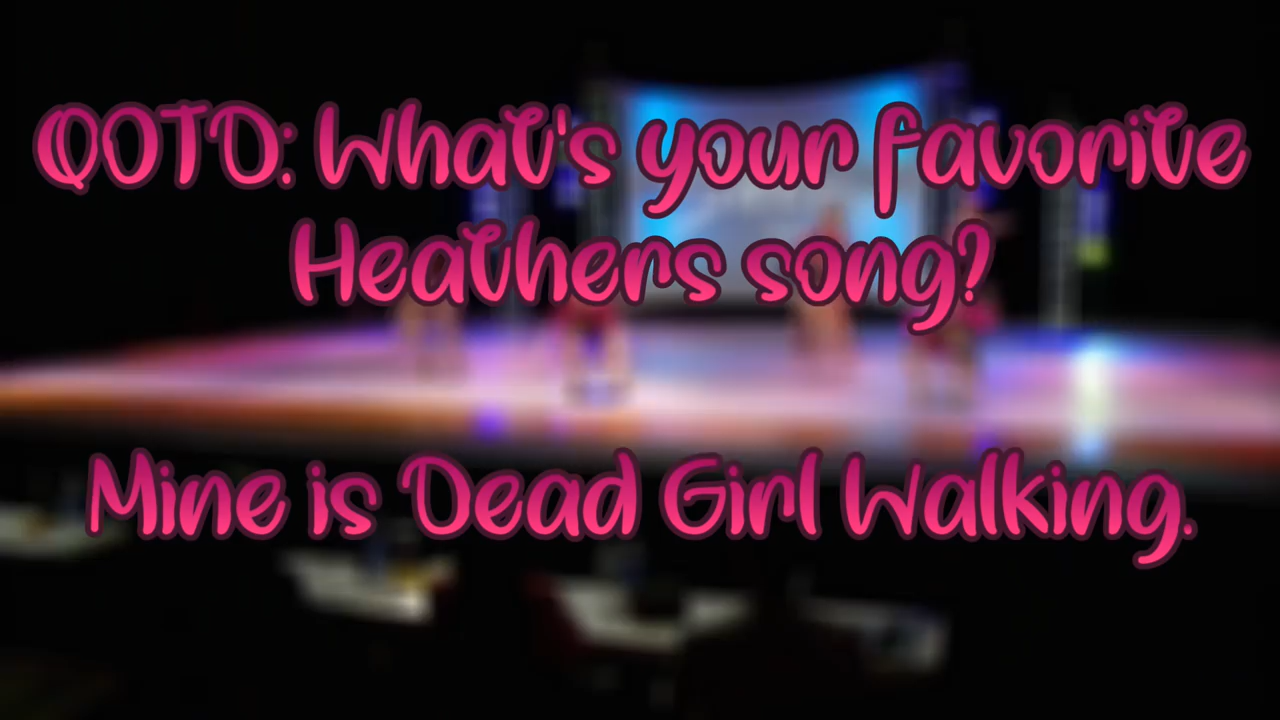 QOTD: What's your favorite
Heathers song?
Mine is Dead Girl Walking.